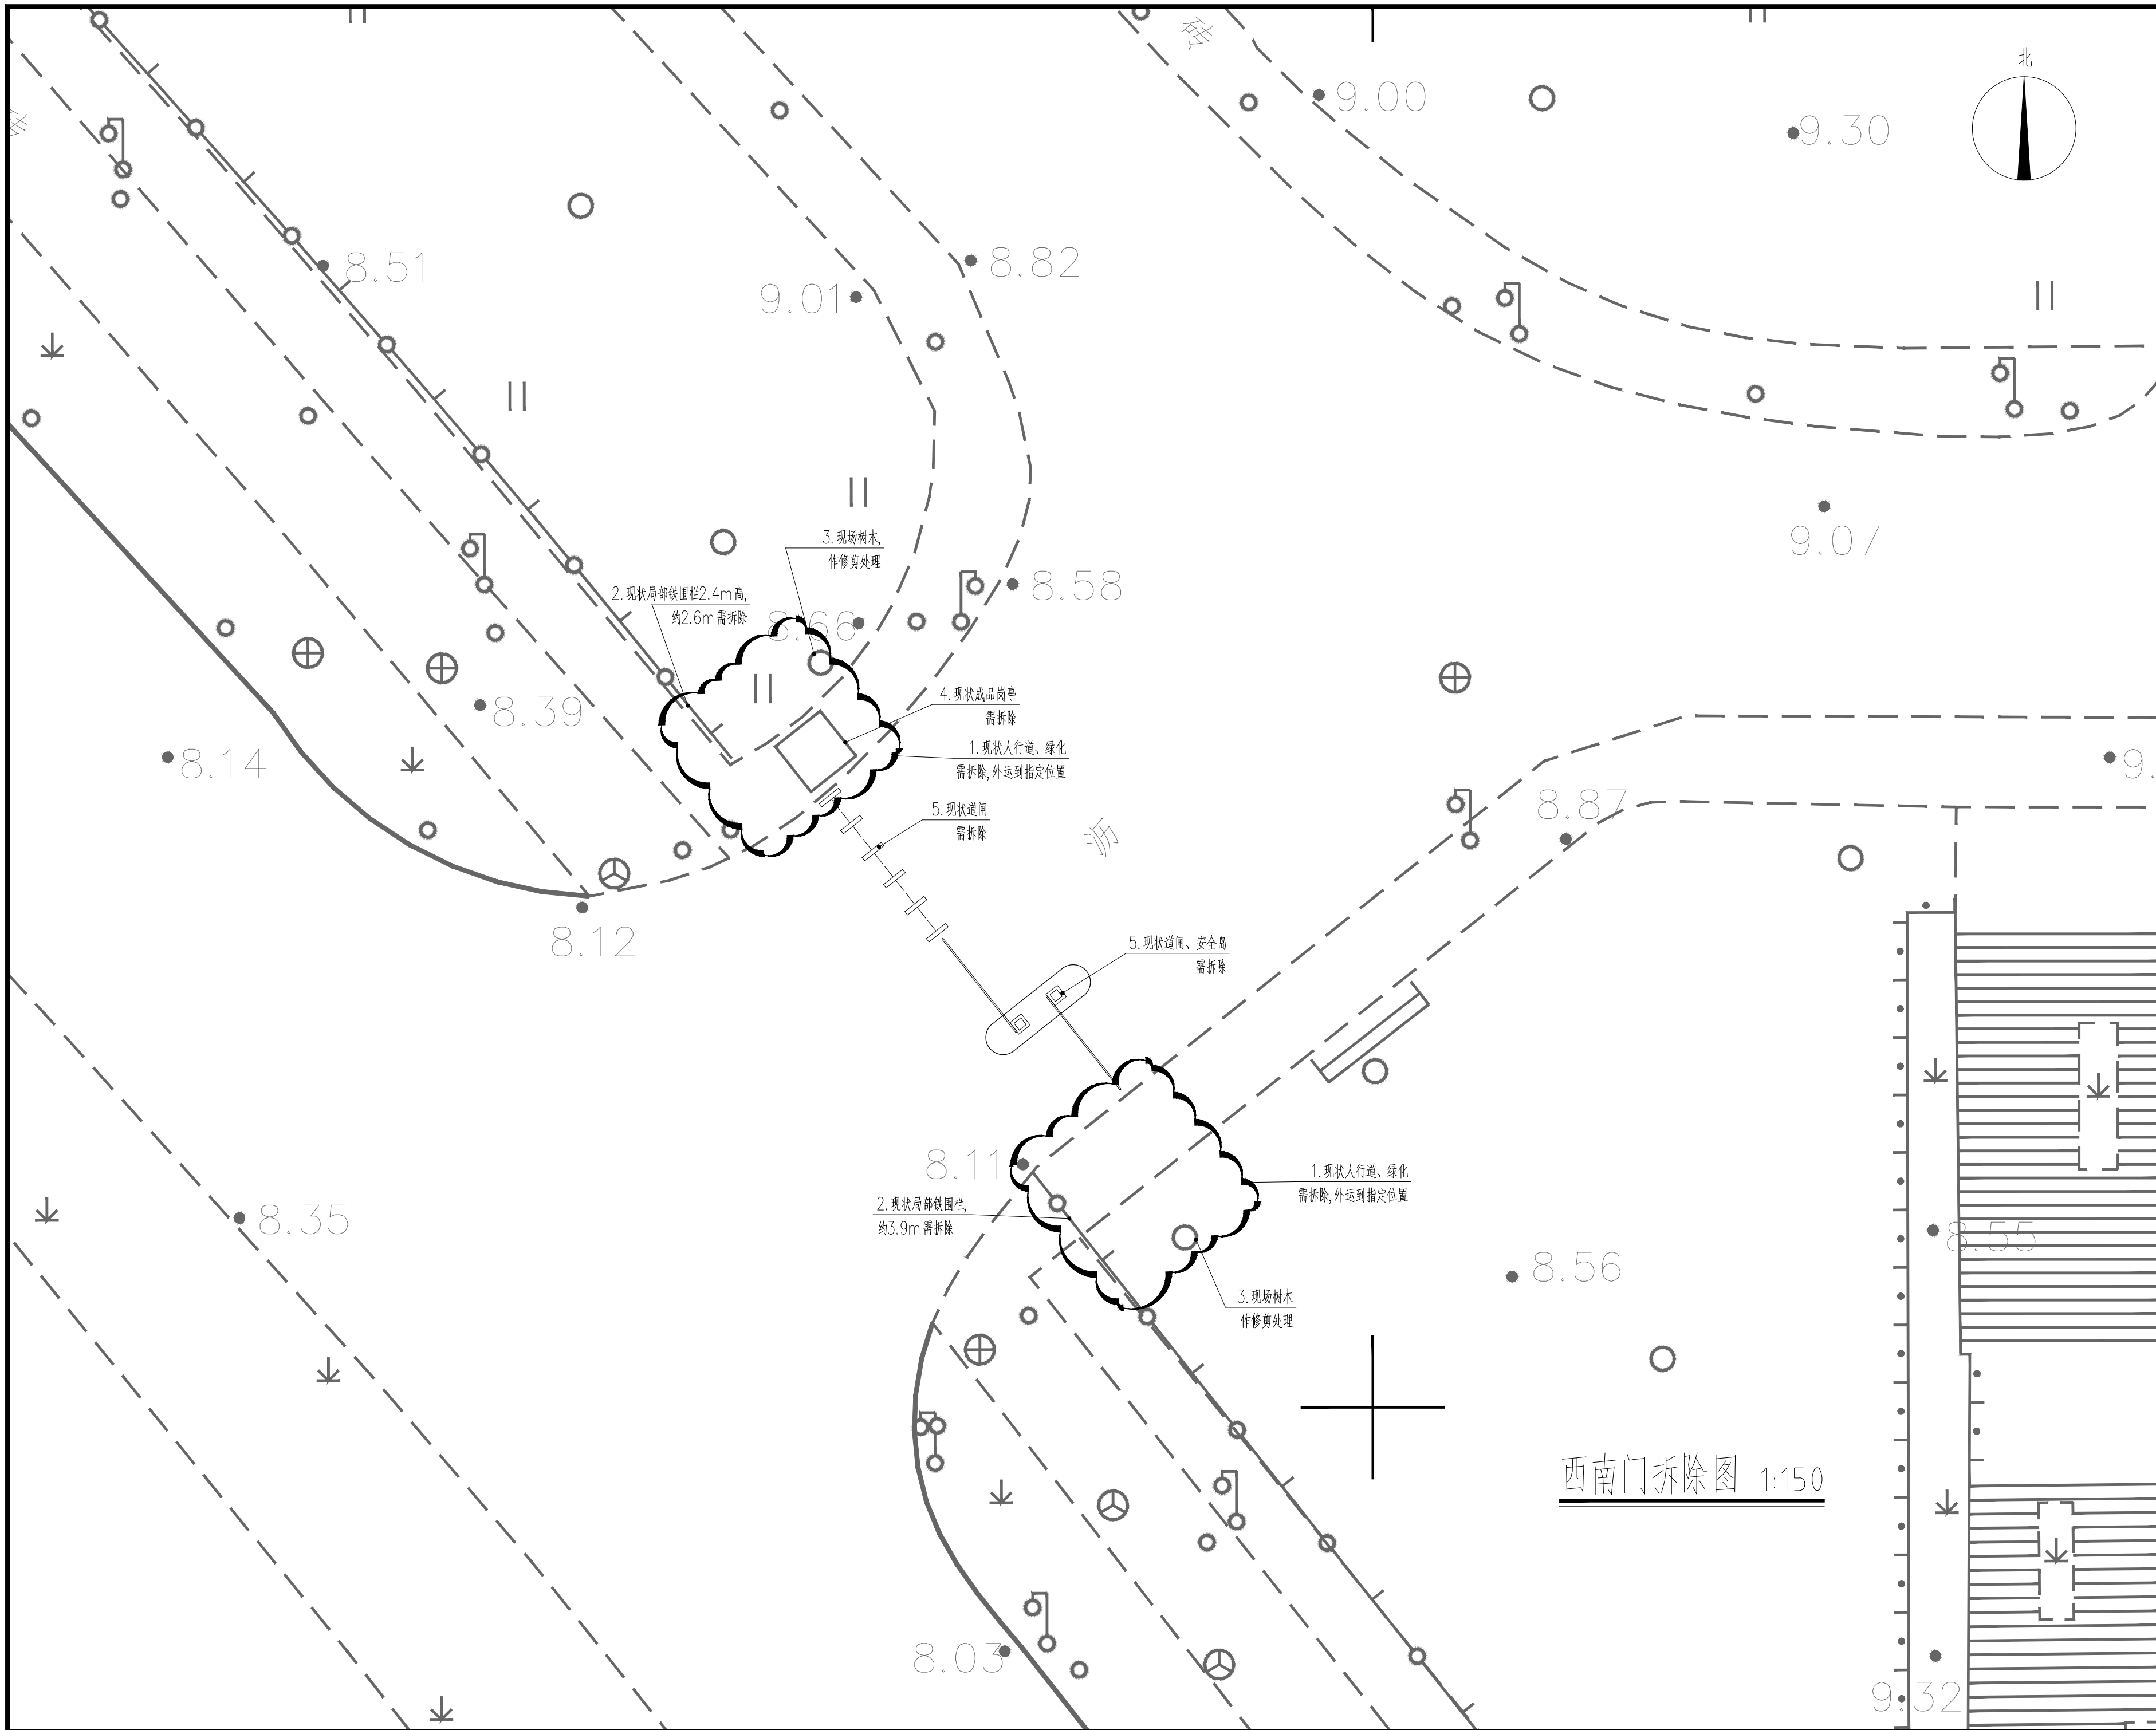 砖
北
9.00
9.30
8.51
8.82
9.01
9.07
3.现场树木,
作修剪处理
2.现状局部铁围栏2.4m高,
约2.6m需拆除
8.58
8.66
8.39
4.现状成品岗亭
需拆除
1.现状人行道、绿化
需拆除,外运到指定位置
8.14
9.
5.现状道闸
需拆除
8.87
沥
8.12
5.现状道闸、安全岛
需拆除
8.11
1.现状人行道、绿化
需拆除,外运到指定位置
2.现状局部铁围栏,
约3.9m需拆除
8.35
8.55
8.56
3.现场树木
作修剪处理
西南门拆除图 1:150
8.03
9.32